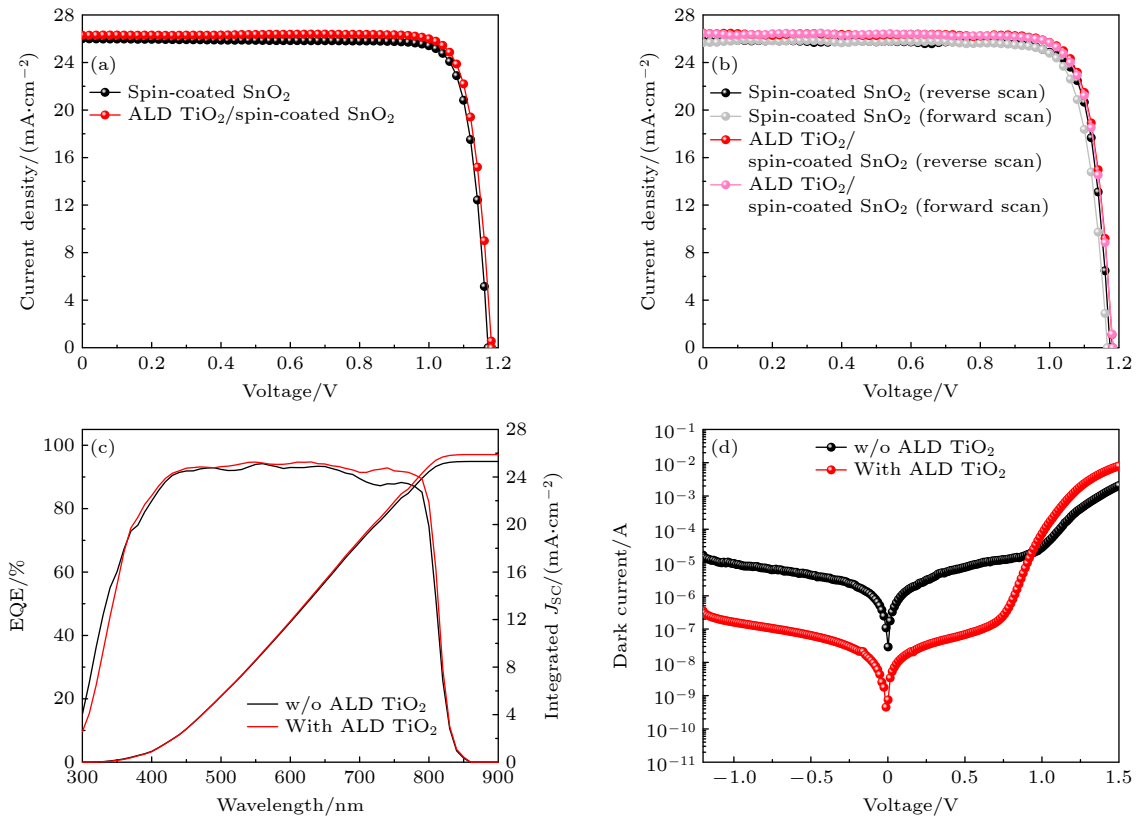 28
24
20
16
12
8
4
0
Current density/(mA·cm⁻²)
(a)
Spin-coated SnO₂
ALD TiO₂/spin-coated SnO₂
0 0.2 0.4 0.6 0.8 1.0 1.2
Voltage/V
28
24
20
16
12
8
4
0
Current density/(mA·cm⁻²)
(b)
Spin-coated SnO₂ (reverse scan)
Spin-coated SnO₂ (forward scan)
ALD TiO₂/
spin-coated SnO₂ (reverse scan)
ALD TiO₂/
spin-coated SnO₂ (forward scan)
0 0.2 0.4 0.6 0.8 1.0 1.2
Voltage/V
100
80
60
40
20
0
EQE/%
(c)
w/o ALD TiO₂
With ALD TiO₂
28
24
20
16
12
8
4
0
Integrated J_SC/(mA·cm⁻²)
300 400 500 600 700 800 900
Wavelength/nm
10⁻¹
10⁻²
10⁻³
10⁻⁴
10⁻⁵
10⁻⁶
10⁻⁷
10⁻⁸
10⁻⁹
10⁻¹⁰
10⁻¹¹
Dark current/A
(d)
w/o ALD TiO₂
With ALD TiO₂
−1.0 −0.5 0 0.5 1.0 1.5
Voltage/V